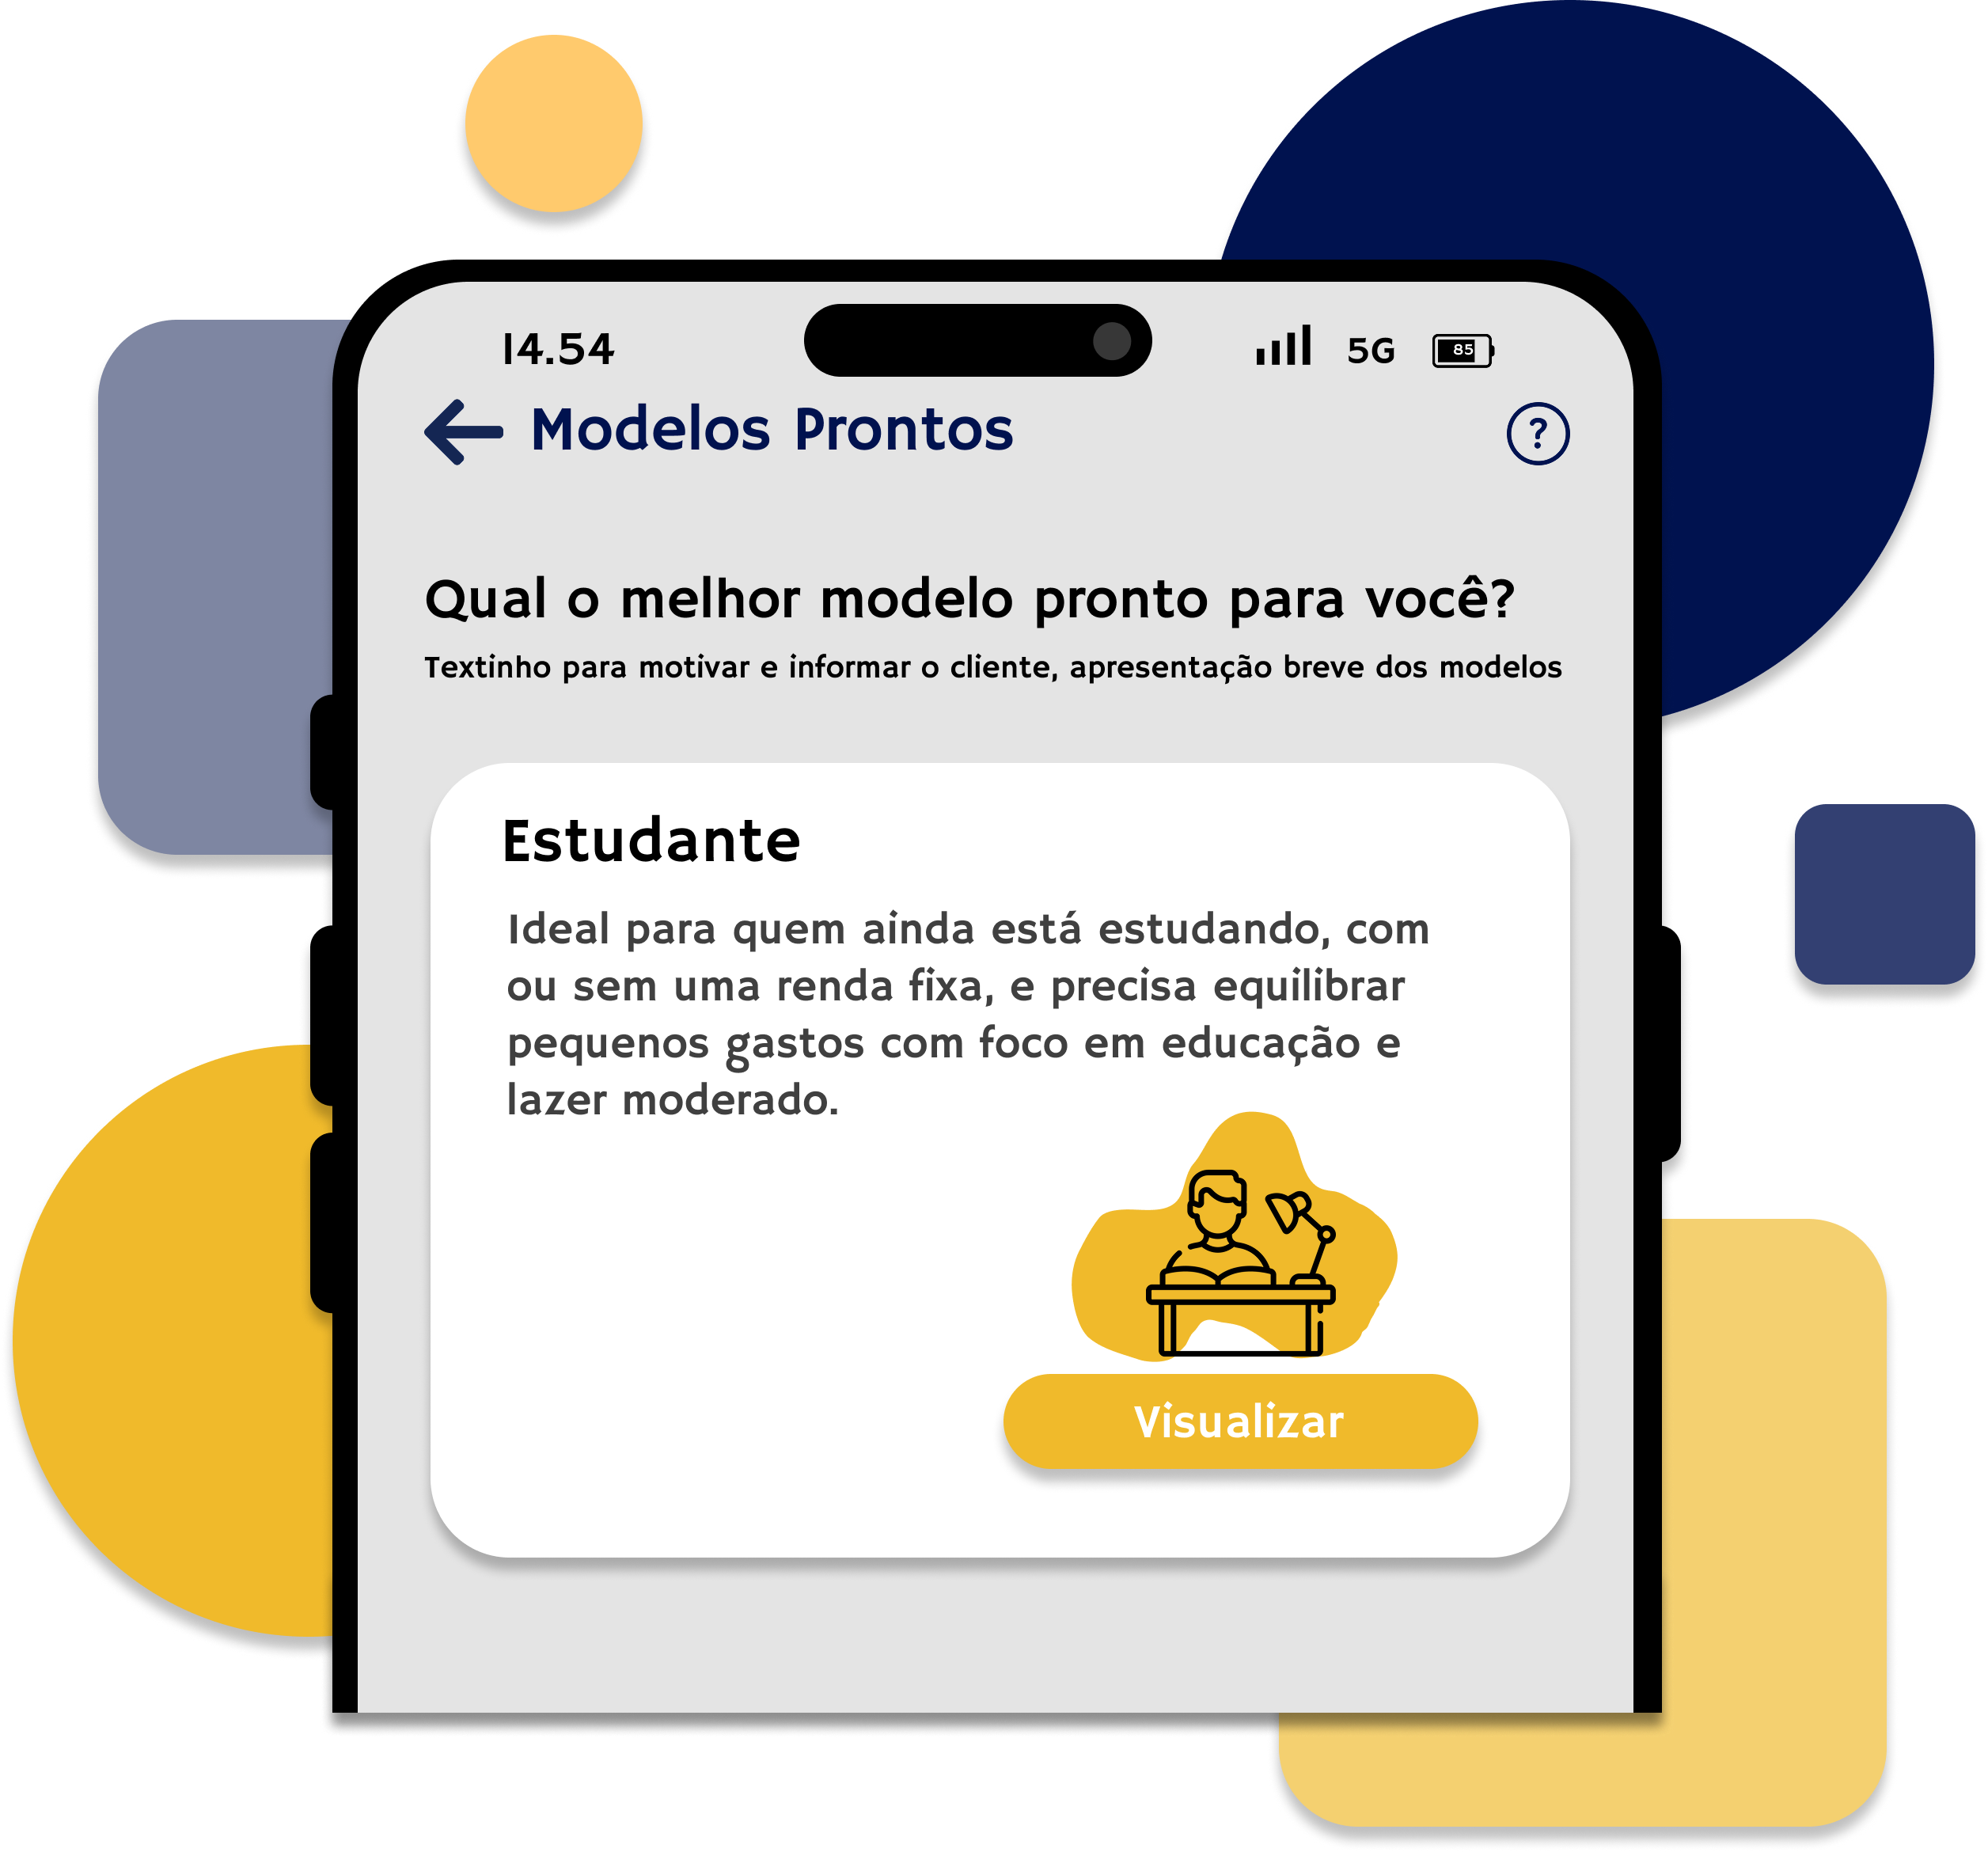 14.54
5G
85
Modelos Prontos
?
Qual o melhor modelo pronto para você?
Textinho para motivar e informar o cliente, apresentação breve dos modelos
Estudante
Ideal para quem ainda está estudando, com
ou sem uma renda fixa, e precisa equilibrar
pequenos gastos com foco em educação e
lazer moderado.
Visualizar